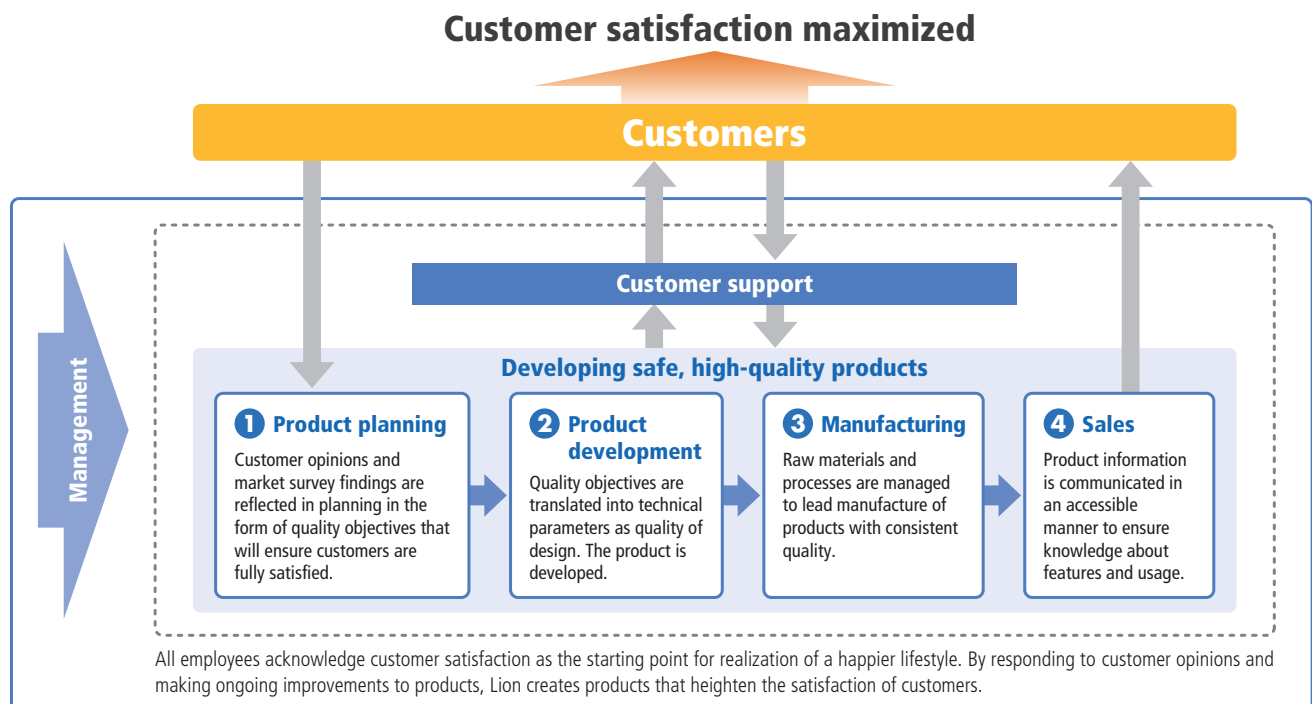 Customer satisfaction maximized
Customers
Customer support
Management
Developing safe, high-quality products
1 Product planning
Customer opinions and
market survey findings are
reflected in planning in the
form of quality objectives that
will ensure customers are
fully satisfied.
2 Product
development
Quality objectives are
translated into technical
parameters as quality of
design. The product is
developed.
3 Manufacturing
Raw materials and
processes are managed
to lead manufacture of
products with consistent
quality.
4 Sales
Product information
is communicated in
an accessible
manner to ensure
knowledge about
features and usage.
All employees acknowledge customer satisfaction as the starting point for realization of a happier lifestyle. By responding to customer opinions and
making ongoing improvements to products, Lion creates products that heighten the satisfaction of customers.